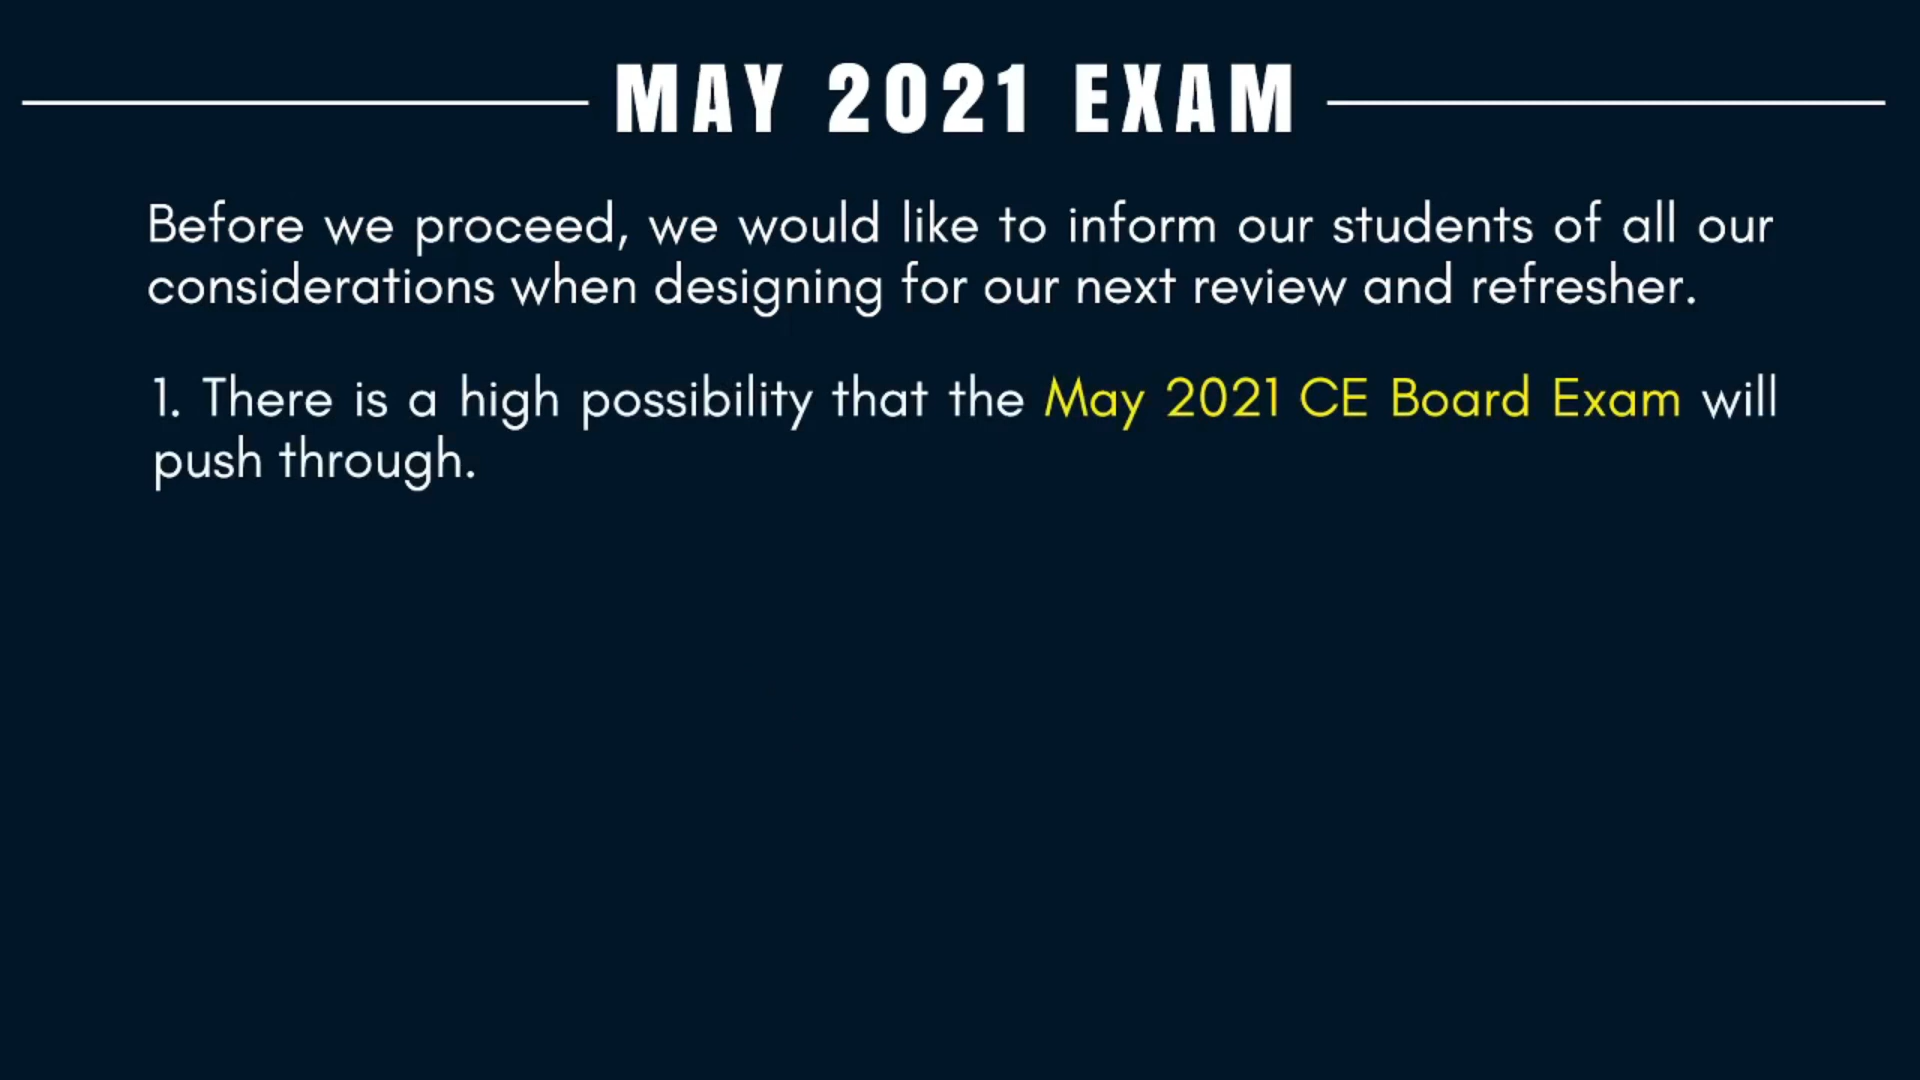 MAY 2021 EXAM
Before we proceed, we would like to inform our students of all our
considerations when designing for our next review and refresher.
1. There is a high possibility that the May 2021 CE Board Exam will
push through.